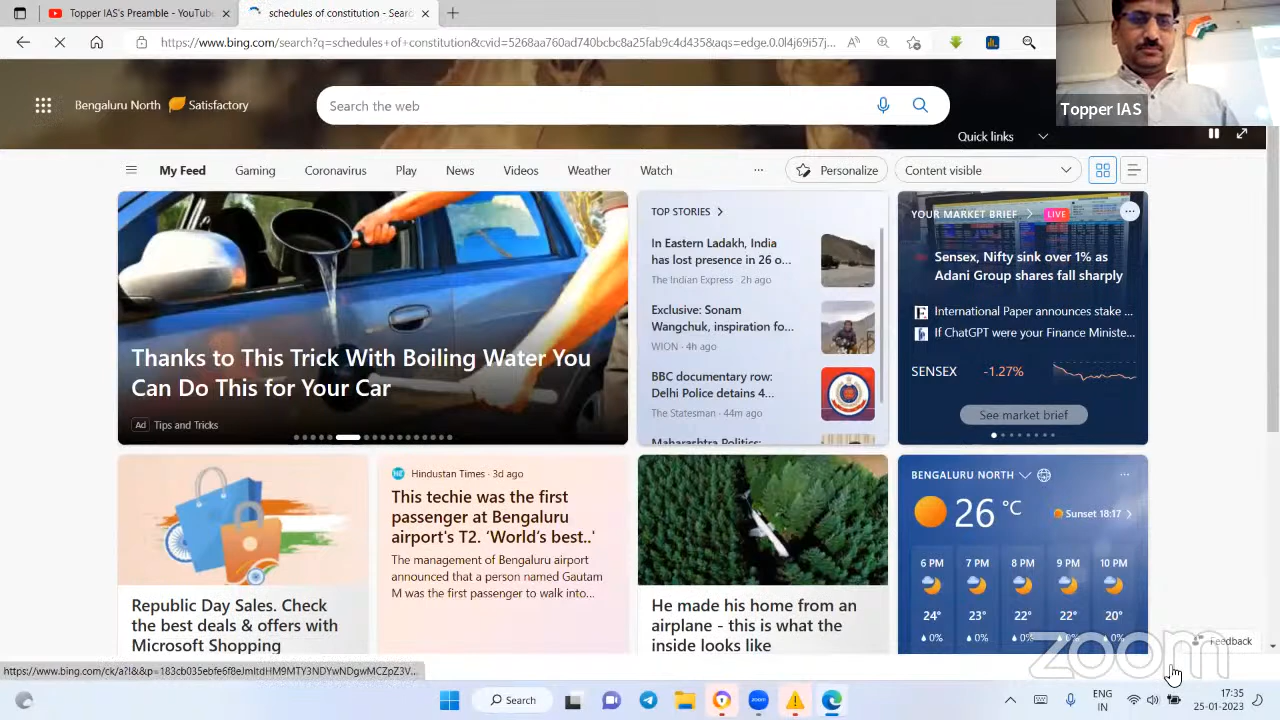 Topper IAS's Preamble - YouTube
schedules of constitution - Sear
https://www.bing.com/search?q=schedules+of+constitution&cvid=5268aa760ad740bcbc8a25fab9c4d435&aqs=edge.0.0l4j69i57j...
Topper IAS
Bengaluru North Satisfactory
Search the web
Quick links
My Feed Gaming Coronavirus Play News Videos Weather Watch ... Personalize Content visible
Thanks to This Trick With Boiling Water You
Can Do This for Your Car
Ad Tips and Tricks
TOP STORIES
In Eastern Ladakh, India
has lost presence in 26 o...
The Indian Express · 2h ago
Exclusive: Sonam
Wangchuk, inspiration fo...
WION · 4h ago
BBC documentary row:
Delhi Police detains 4...
The Statesman · 44m ago
Maharashtra Politics:
YOUR MARKET BRIEF LIVE
Sensex, Nifty sink over 1% as
Adani Group shares fall sharply
International Paper announces stake ...
If ChatGPT were your Finance Ministe...
SENSEX -1.27%
See market brief
Republic Day Sales. Check
the best deals & offers with
Microsoft Shopping
Hindustan Times · 3d ago
This techie was the first
passenger at Bengaluru
airport's T2. ‘World’s best..'
The management of Bengaluru airport
announced that a person named Gautam
M was the first passenger to walk into...
He made his home from an
airplane - this is what the
inside looks like
BENGALURU NORTH
26 °C Sunset 18:17
6 PM 7 PM 8 PM 9 PM 10 PM
24° 23° 22° 22° 20°
0% 0% 0% 0% 0%
zoom
Feedback
Search
ENG
IN
17:35
25-01-2023